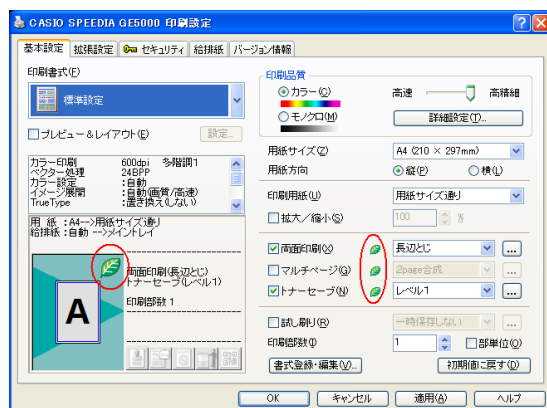 CASIO SPEEDIA GE5000 印刷設定
基本設定 拡張設定 セキュリティ 給排紙 バージョン情報
印刷書式(F)
標準設定
プレビュー&レイアウト(E) 設定...
カラー印刷 600dpi 多階調1
ベクター処理 24BPP
カラー設定 :自動
イメージ展開 :自動(画質/高速)
TrueType :置き換え(しない)
用 紙 :A4-->用紙サイズ通り
給排紙 :自動 -->メイントレイ
両面印刷(長辺とじ)
トナーセーブ(レベル1)
印刷部数 1
A
印刷品質
カラー(C) 高速 高精細
モノクロ(M) 詳細設定(T)...
用紙サイズ(Z) A4 (210 × 297mm)
用紙方向 縦(P) 横(L)
印刷用紙(U) 用紙サイズ通り
拡大/縮小(S) 100 %
両面印刷(X) 長辺とじ ...
マルチページ(G) 2page合成 ...
トナーセーブ(N) レベル1 ...
試し刷り(R) 一時保存しない ...
印刷部数(I) 1 部単位(O)
書式登録・編集(V)... 初期値に戻す(D)
OK キャンセル 適用(A) ヘルプ